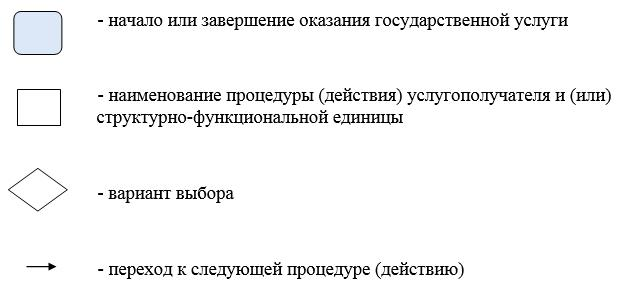 - начало или завершение оказания государственной услуги
- наименование процедуры (действия) услугополучателя и (или)
структурно-функциональной единицы
- вариант выбора
- переход к следующей процедуре (действию)